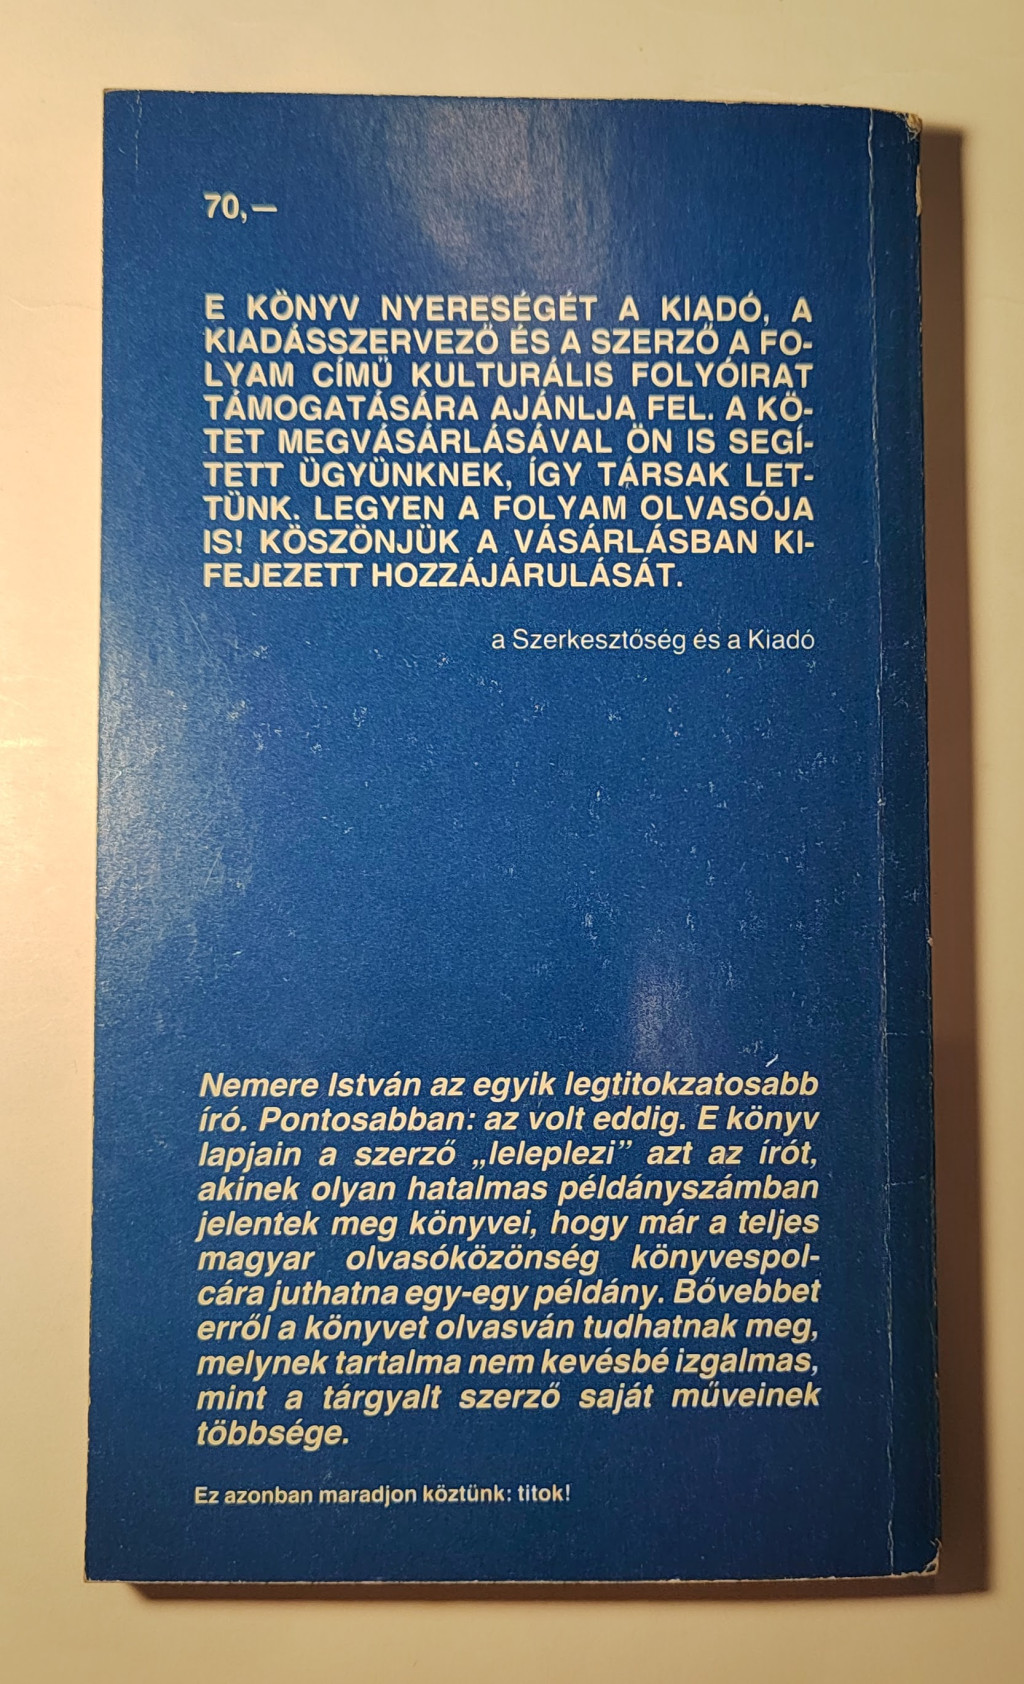 70,—
E KÖNYV NYERESÉGÉT A KIADÓ, A
KIADÁSSZERVEZŐ ÉS A SZERZŐ A FO-
LYAM CÍMŰ KULTURÁLIS FOLYÓIRAT
TÁMOGATÁSÁRA AJÁNLJA FEL. A KÖ-
TET MEGVÁSÁRLÁSÁVAL ÖN IS SEGÍ-
TETT ÜGYÜNKNEK, ÍGY TÁRSAK LET-
TÜNK. LEGYEN A FOLYAM OLVASÓJA
IS! KÖSZÖNJÜK A VÁSÁRLÁSBAN KI-
FEJEZETT HOZZÁJÁRULÁSÁT.
a Szerkesztőség és a Kiadó
Nemere István az egyik legtitokzatosabb
író. Pontosabban: az volt eddig. E könyv
lapjain a szerző „leleplezi” azt az írót,
akinek olyan hatalmas példányszámban
jelentek meg könyvei, hogy már a teljes
magyar olvasóközönség könyvespol-
cára juthatna egy-egy példány. Bővebbet
erről a könyvet olvasván tudhatnak meg,
melynek tartalma nem kevésbé izgalmas,
mint a tárgyalt szerző saját műveinek
többsége.
Ez azonban maradjon köztünk: titok!